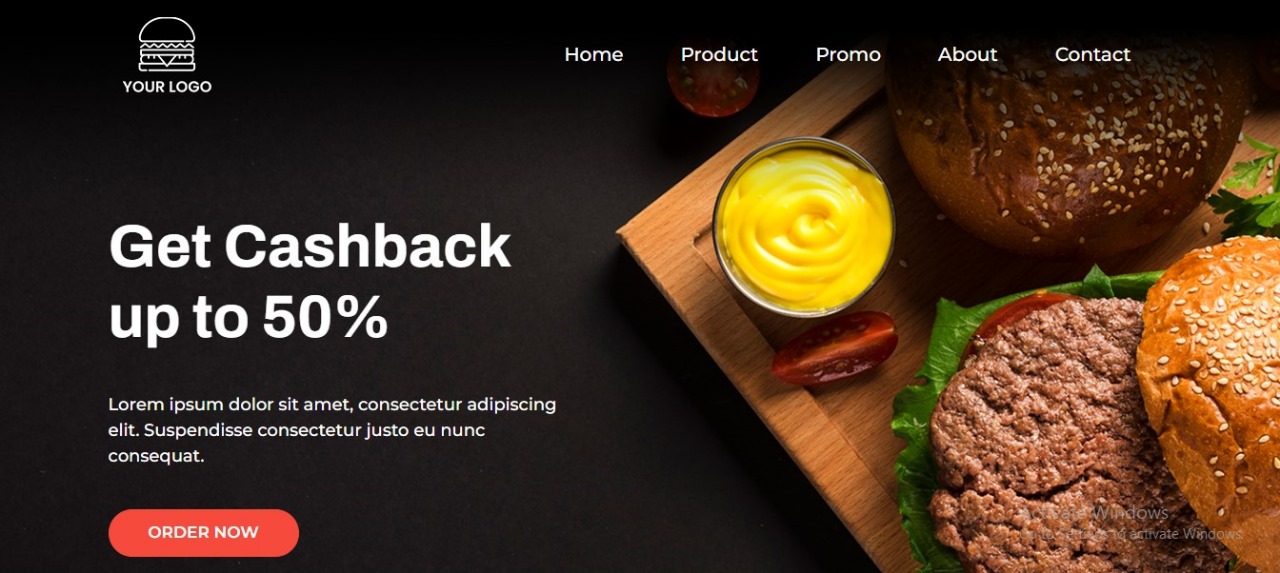 YOUR LOGO
Home Product Promo About Contact
Get Cashback
up to 50%
Lorem ipsum dolor sit amet, consectetur adipiscing
elit. Suspendisse consectetur justo eu nunc
consequat.
ORDER NOW
Activate Windows
Go to Settings to activate Windows.